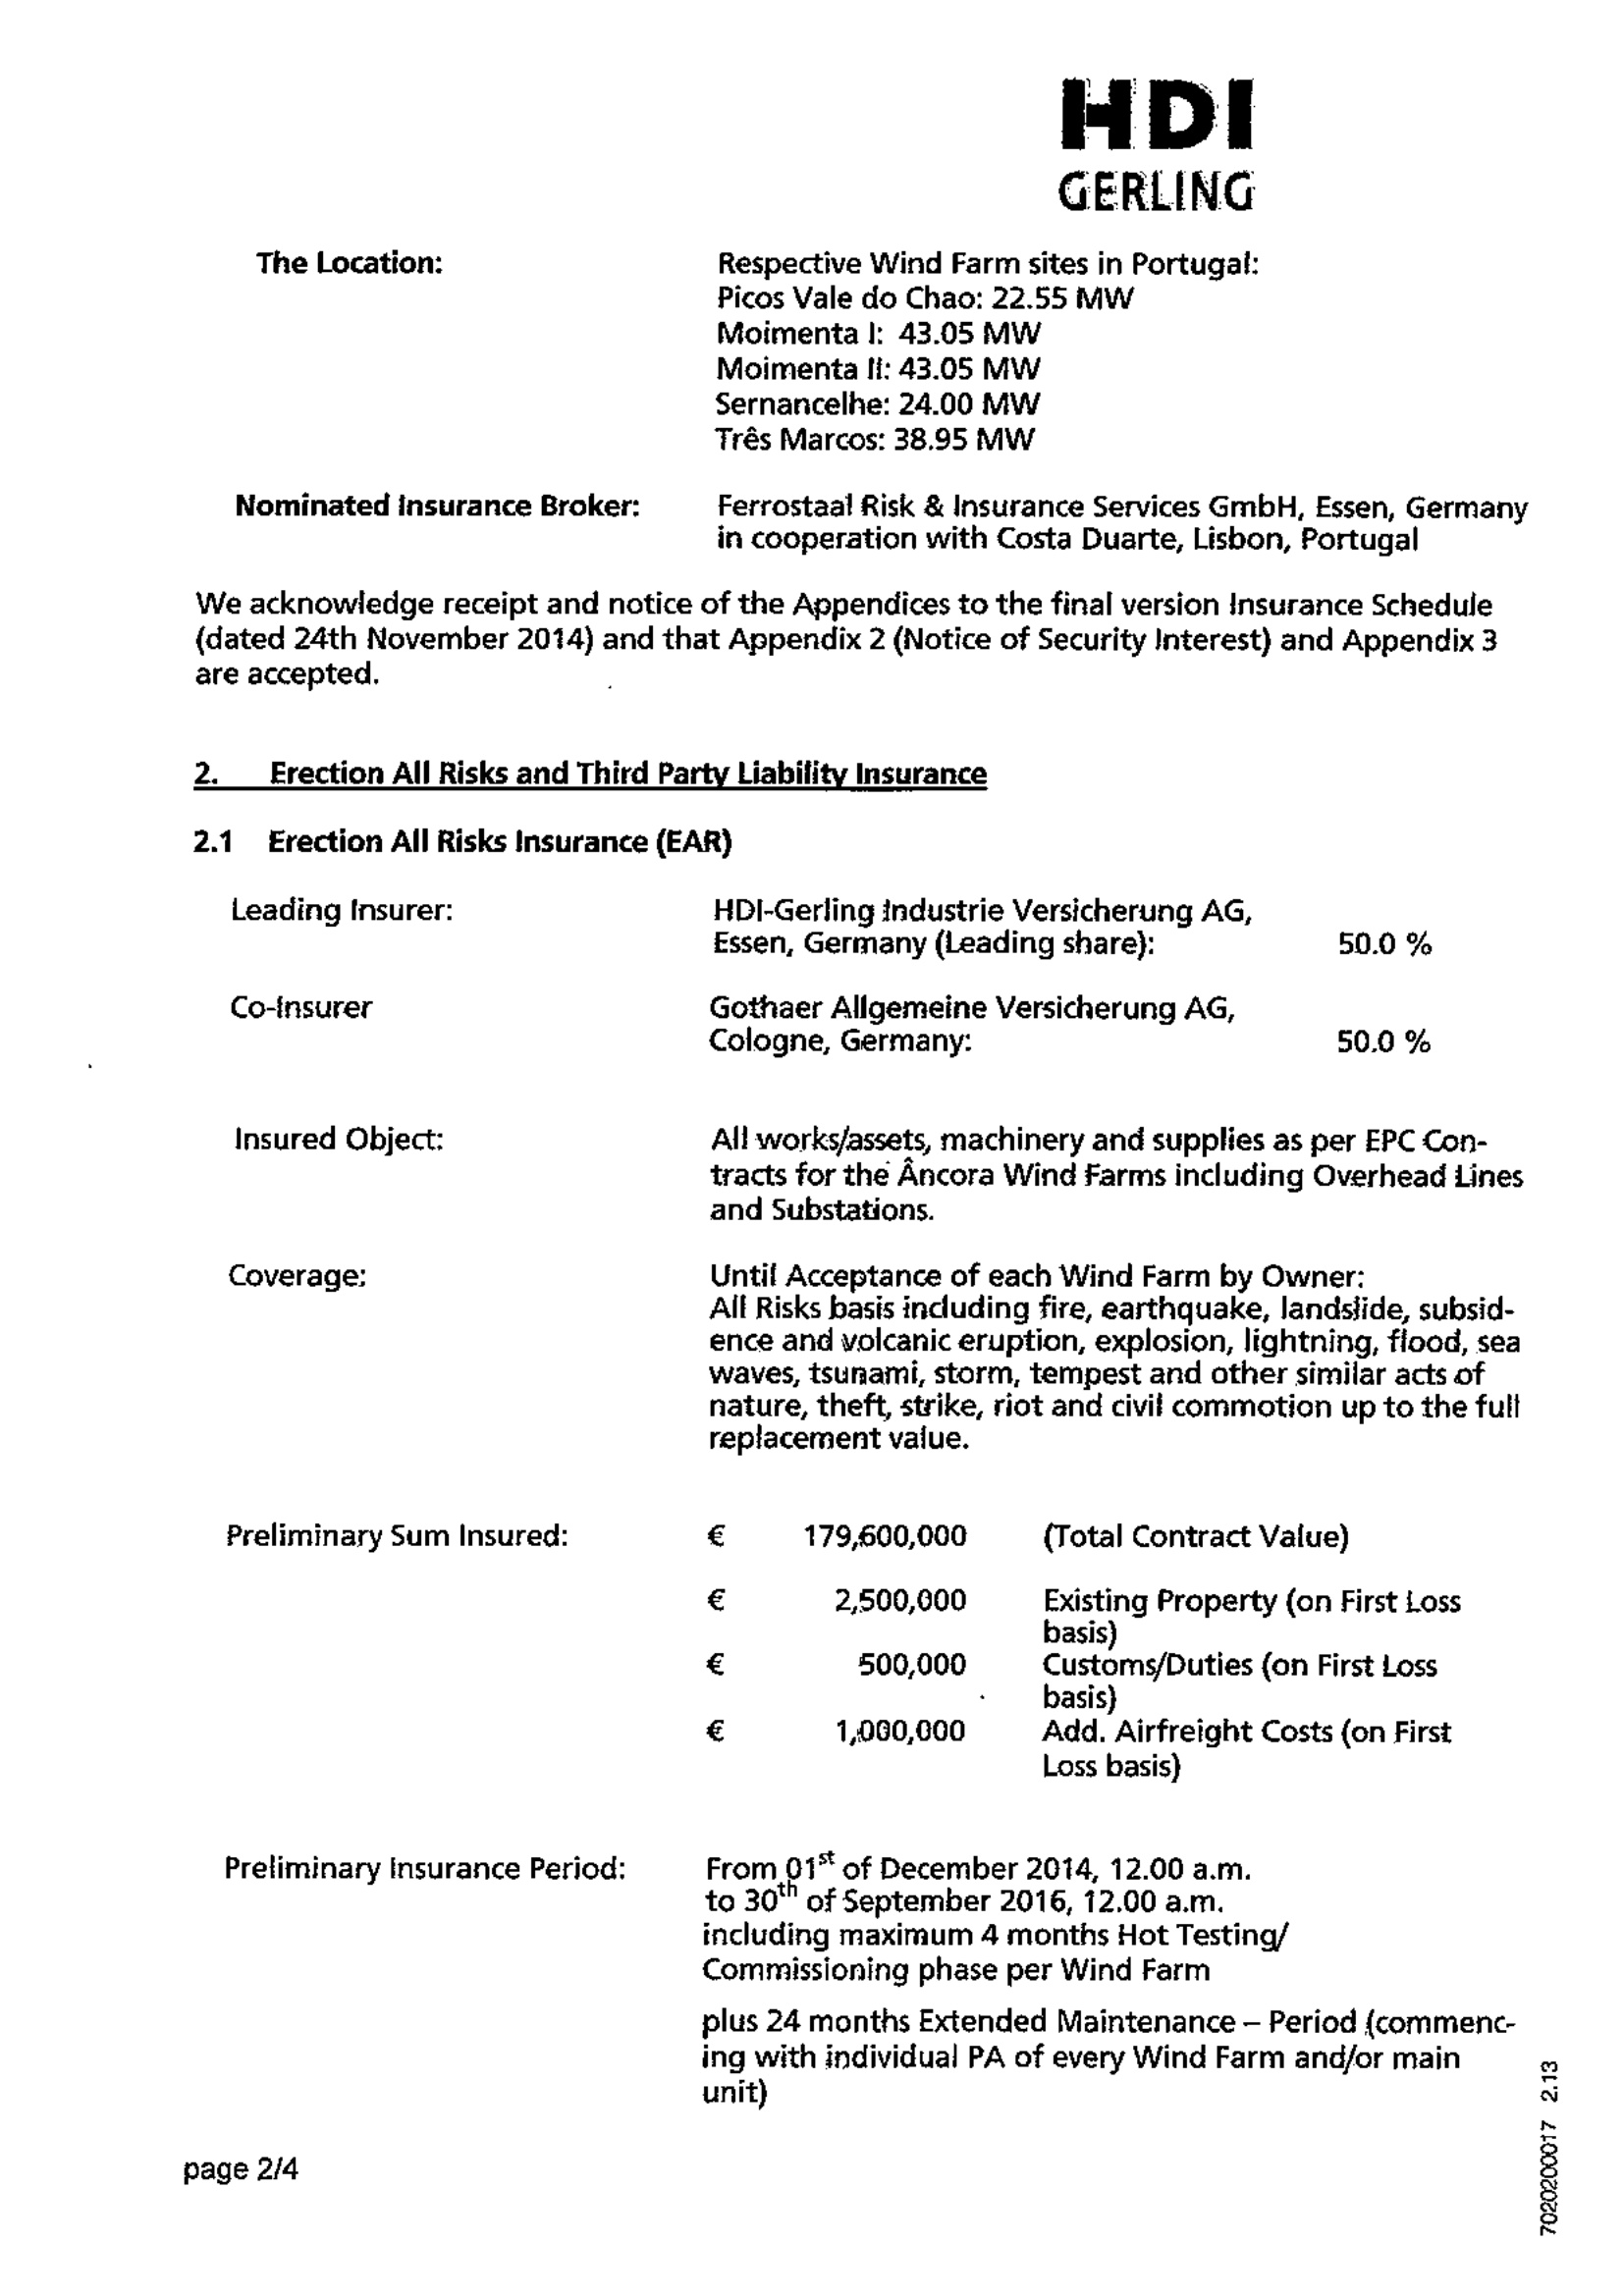 HDI
GERLING
The Location: Respective Wind Farm sites in Portugal:
Picos Vale do Chao: 22.55 MW
Moimenta I: 43.05 MW
Moimenta II: 43.05 MW
Sernancelhe: 24.00 MW
Três Marcos: 38.95 MW
Nominated Insurance Broker: Ferrostaal Risk & Insurance Services GmbH, Essen, Germany
in cooperation with Costa Duarte, Lisbon, Portugal
We acknowledge receipt and notice of the Appendices to the final version Insurance Schedule
(dated 24th November 2014) and that Appendix 2 (Notice of Security Interest) and Appendix 3
are accepted.
2. Erection All Risks and Third Party Liability Insurance
2.1 Erection All Risks Insurance (EAR)
Leading Insurer: HDI-Gerling Industrie Versicherung AG,
Essen, Germany (Leading share): 50.0 %
Co-Insurer Gothaer Allgemeine Versicherung AG,
Cologne, Germany: 50.0 %
Insured Object: All works/assets, machinery and supplies as per EPC Con-
tracts for the Âncora Wind Farms including Overhead Lines
and Substations.
Coverage: Until Acceptance of each Wind Farm by Owner:
All Risks basis including fire, earthquake, landslide, subsid-
ence and volcanic eruption, explosion, lightning, flood, sea
waves, tsunami, storm, tempest and other similar acts of
nature, theft, strike, riot and civil commotion up to the full
replacement value.
Preliminary Sum Insured: € 179,600,000 (Total Contract Value)
€ 2,500,000 Existing Property (on First Loss
basis)
€ 500,000 Customs/Duties (on First Loss
basis)
€ 1,000,000 Add. Airfreight Costs (on First
Loss basis)
Preliminary Insurance Period: From 01st of December 2014, 12.00 a.m.
to 30th of September 2016, 12.00 a.m.
including maximum 4 months Hot Testing/
Commissioning phase per Wind Farm
plus 24 months Extended Maintenance – Period (commenc-
ing with individual PA of every Wind Farm and/or main
unit)
page 2/4
7020200017 2.13